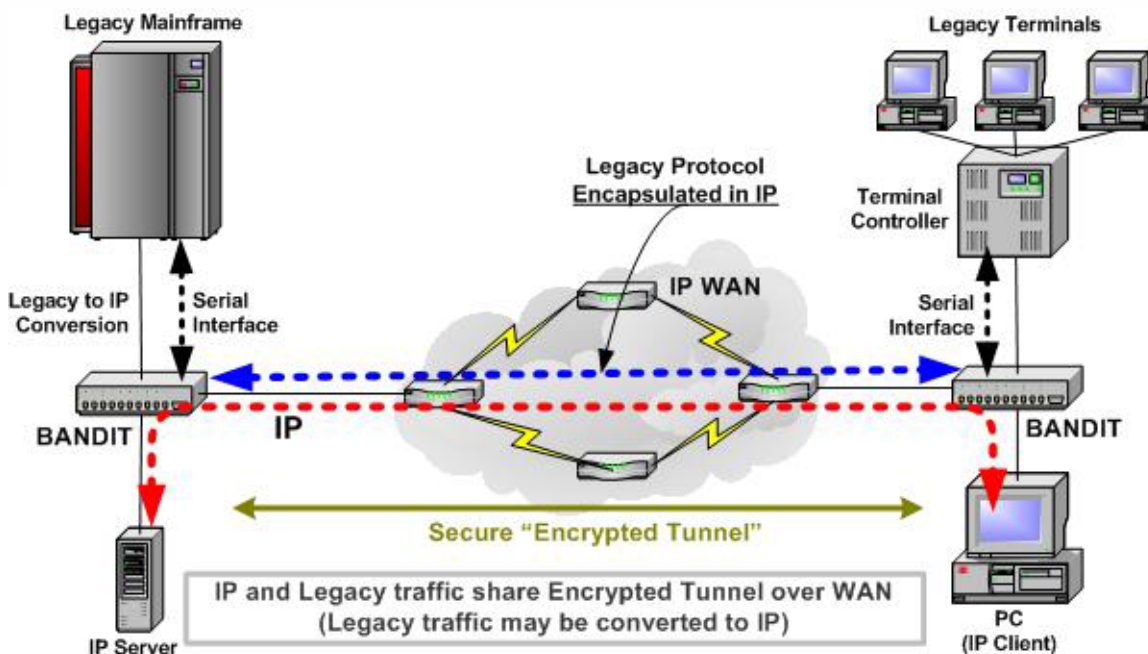 Legacy Mainframe
Legacy Terminals
Legacy Protocol
Encapsulated in IP
Terminal
Controller
IP WAN
Legacy to IP
Conversion
Serial
Interface
Serial
Interface
BANDIT
IP
BANDIT
Secure “Encrypted Tunnel”
IP and Legacy traffic share Encrypted Tunnel over WAN
(Legacy traffic may be converted to IP)
IP Server
PC
(IP Client)